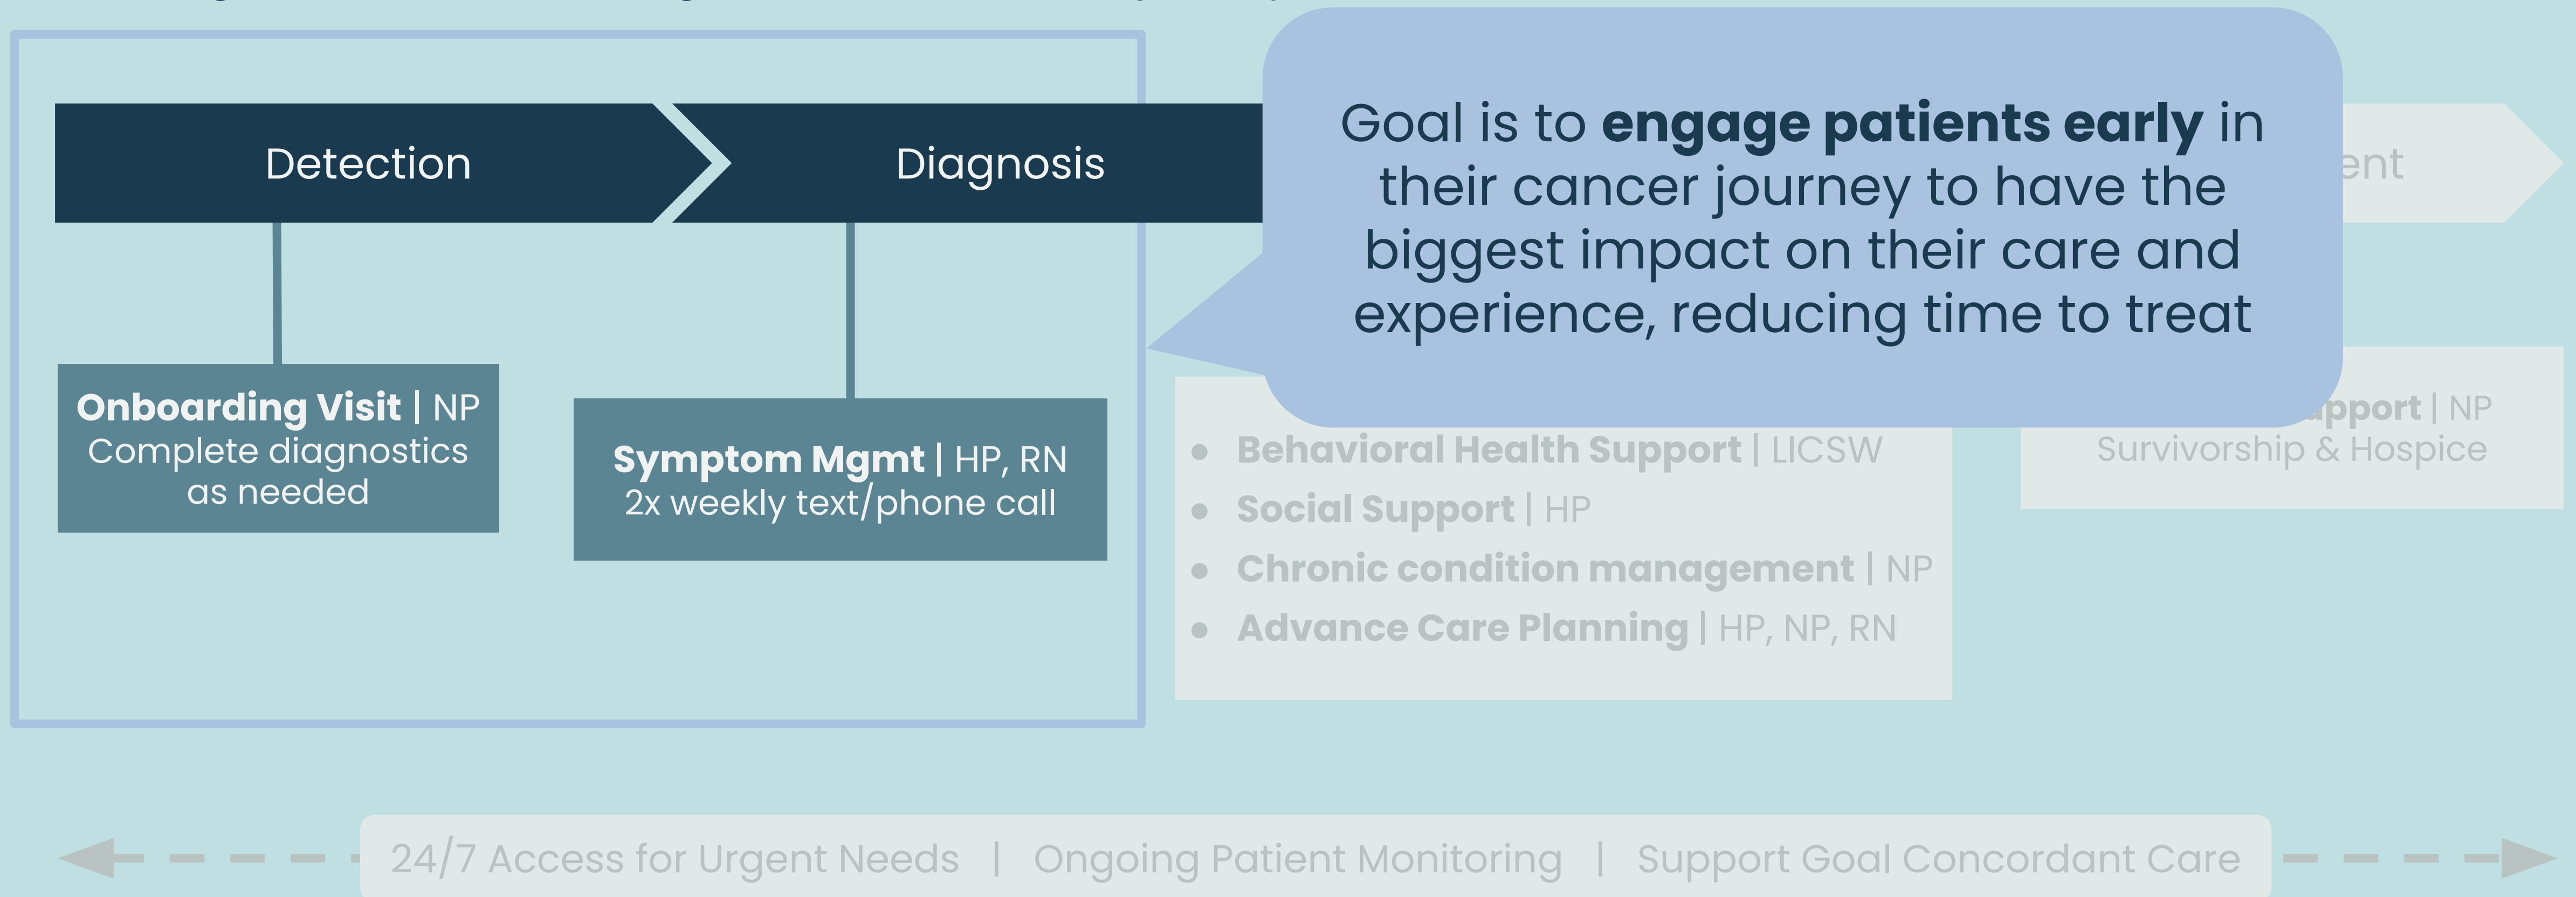 Detection
Diagnosis
Goal is to engage patients early in
their cancer journey to have the
biggest impact on their care and
experience, reducing time to treat
Onboarding Visit | NP
Complete diagnostics
as needed
Symptom Mgmt | HP, RN
2x weekly text/phone call
● Behavioral Health Support | LICSW
● Social Support | HP
● Chronic condition management | NP
● Advance Care Planning | HP, NP, RN
| NP
Survivorship & Hospice
24/7 Access for Urgent Needs | Ongoing Patient Monitoring | Support Goal Concordant Care